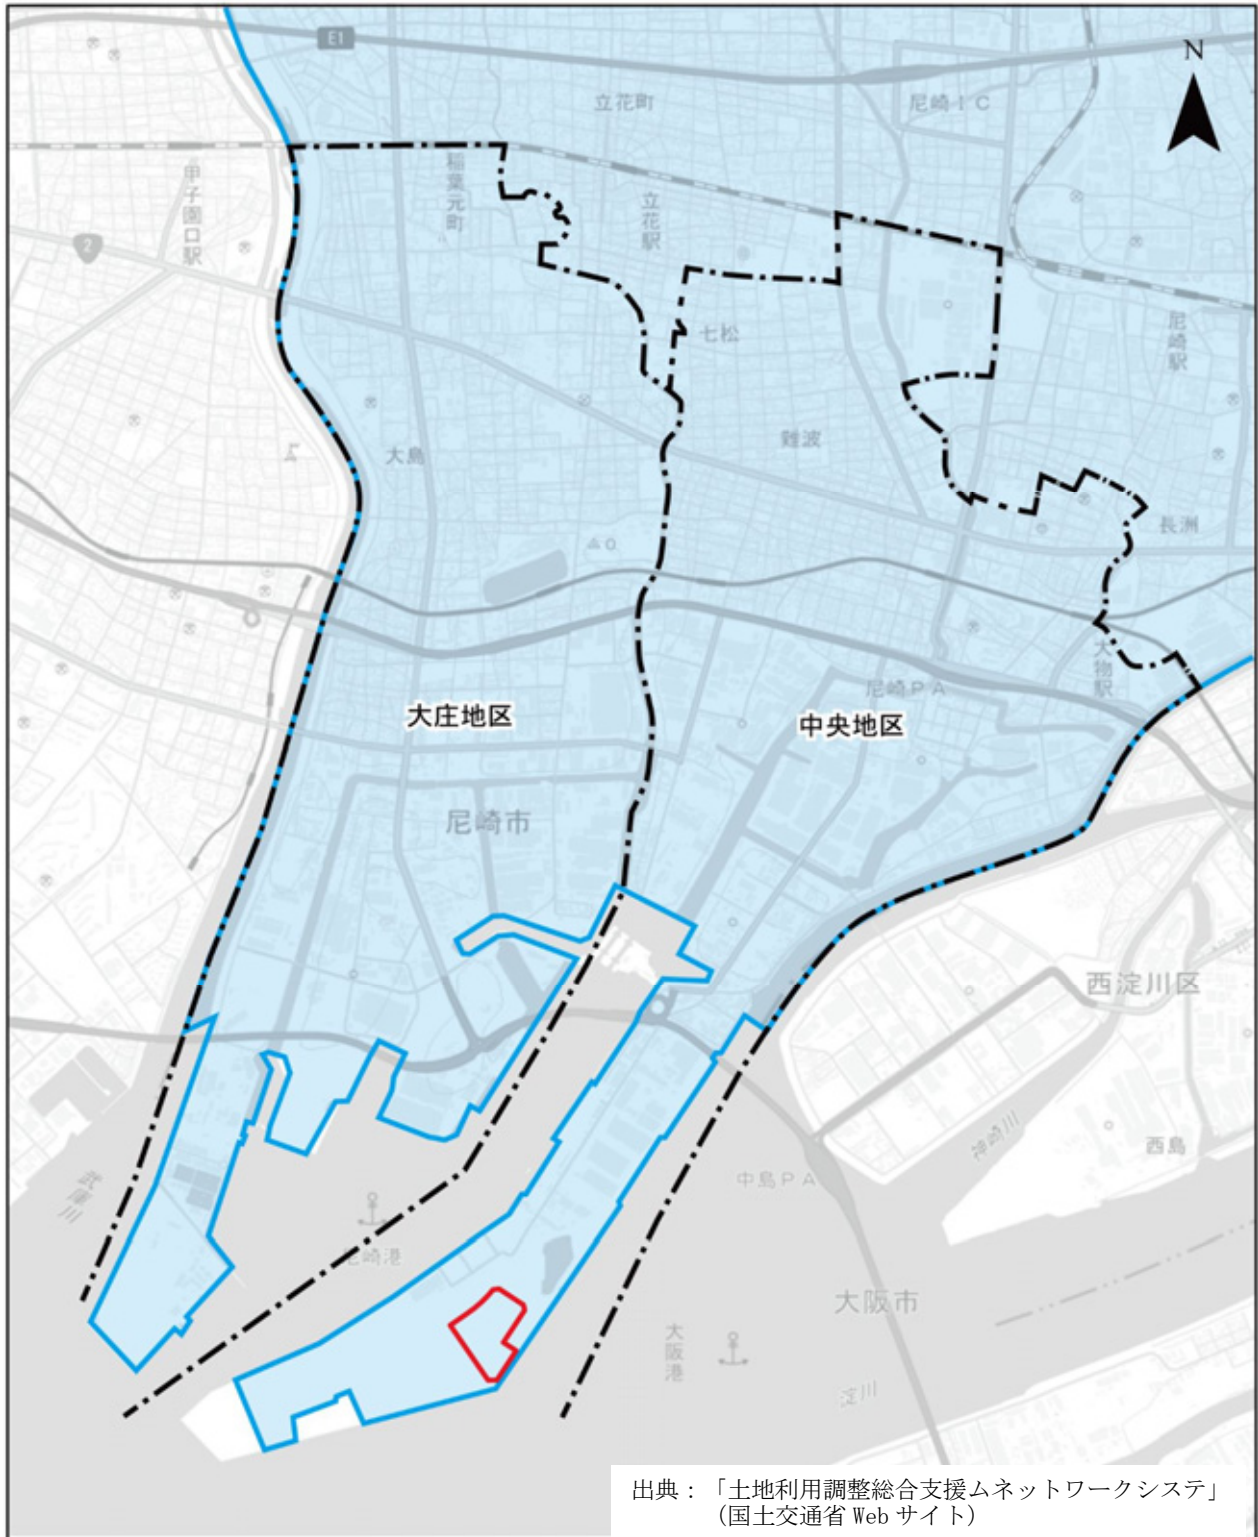 E1
N
立花町
尼崎IC
甲子園口駅
稲葉元町
立花駅
2
七松
尼崎駅
難波
大島
長洲
大物駅
尼崎PA
大庄地区
中央地区
尼崎市
西淀川区
神崎川
西島
中島PA
武庫川
尼崎港
大阪市
大阪港
淀川
出典：「土地利用調整総合支援ムネットワークシステ」
（国土交通省 Web サイト）